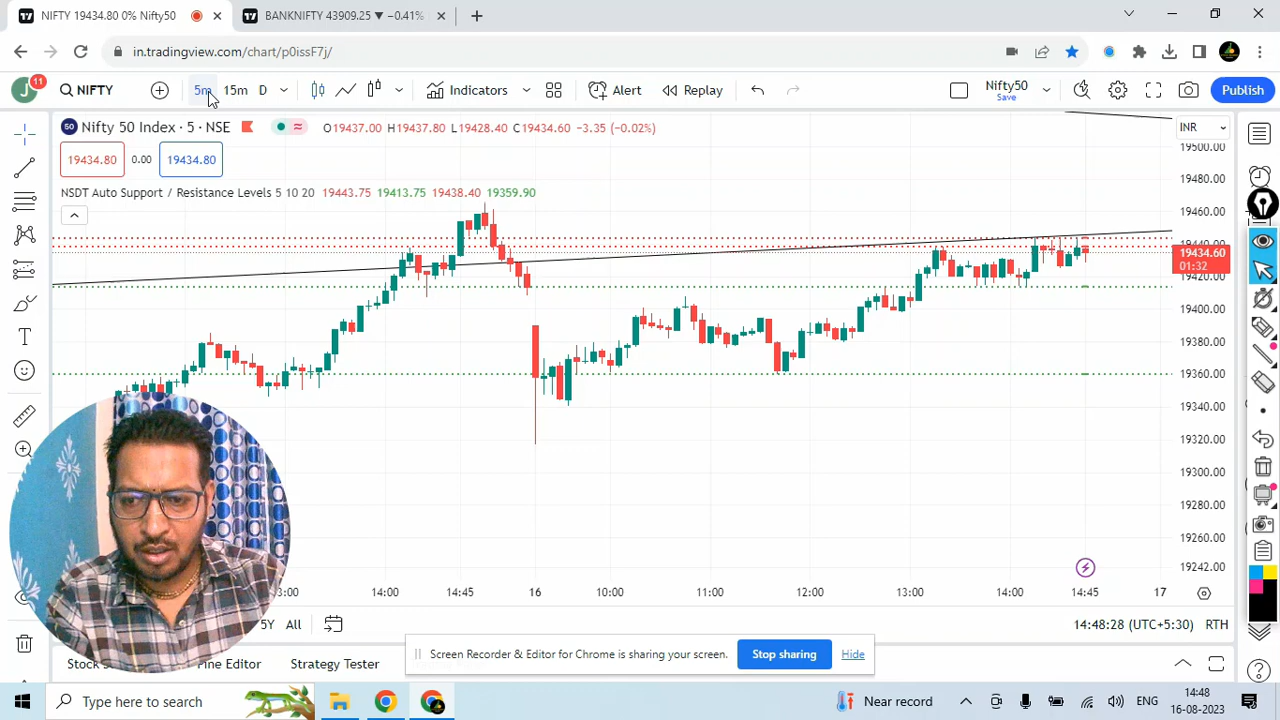 NIFTY 19434.80 0% Nifty50
BANKNIFTY 43909.25 ▼ −0.41%
in.tradingview.com/chart/p0issF7j/
J
11
NIFTY
5m
15m
D
Indicators
Alert
Replay
Nifty50
Save
Publish
50
Nifty 50 Index · 5 · NSE
O19437.00 H19437.80 L19428.40 C19434.60 −3.35 (−0.02%)
INR
19434.80
0.00
19434.80
NSDT Auto Support / Resistance Levels 5 10 20 19443.75 19413.75 19438.40 19359.90
19500.00
19480.00
19460.00
19440.00
19434.60
01:32
19420.00
19400.00
19380.00
19360.00
19340.00
19320.00
19300.00
19280.00
19260.00
19242.00
14:00
14:45
16
10:00
11:00
12:00
13:00
14:00
14:45
17
5Y
All
14:48:28 (UTC+5:30)
RTH
Strategy Tester
Screen Recorder & Editor for Chrome is sharing your screen.
Stop sharing
Hide
Type here to search
Near record
ENG
14:48
16-08-2023